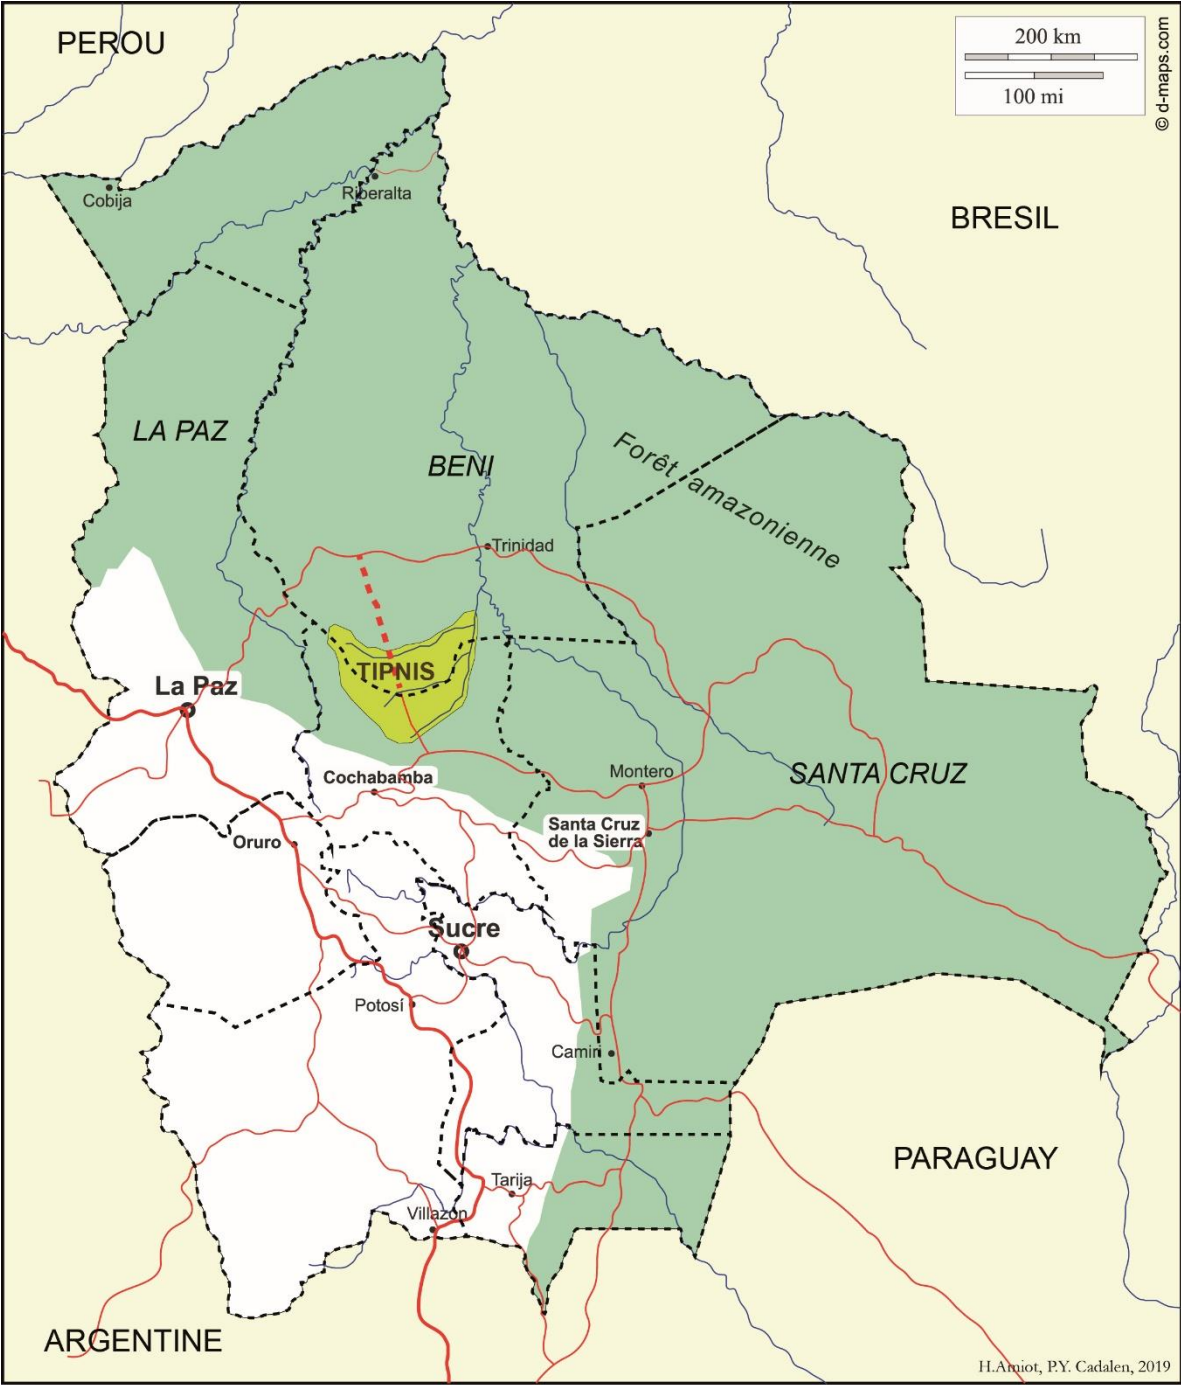 PEROU
200 km
100 mi
© d-maps.com
Cobija
Riberalta
BRESIL
LA PAZ
BENI
Forêt amazonienne
Trinidad
TIPNIS
La Paz
Cochabamba
Montero
SANTA CRUZ
Santa Cruz
de la Sierra
Oruro
Sucre
Potosí
Camiri
PARAGUAY
Tarija
Villazon
ARGENTINE
H.Amiot, P.Y. Cadalen, 2019